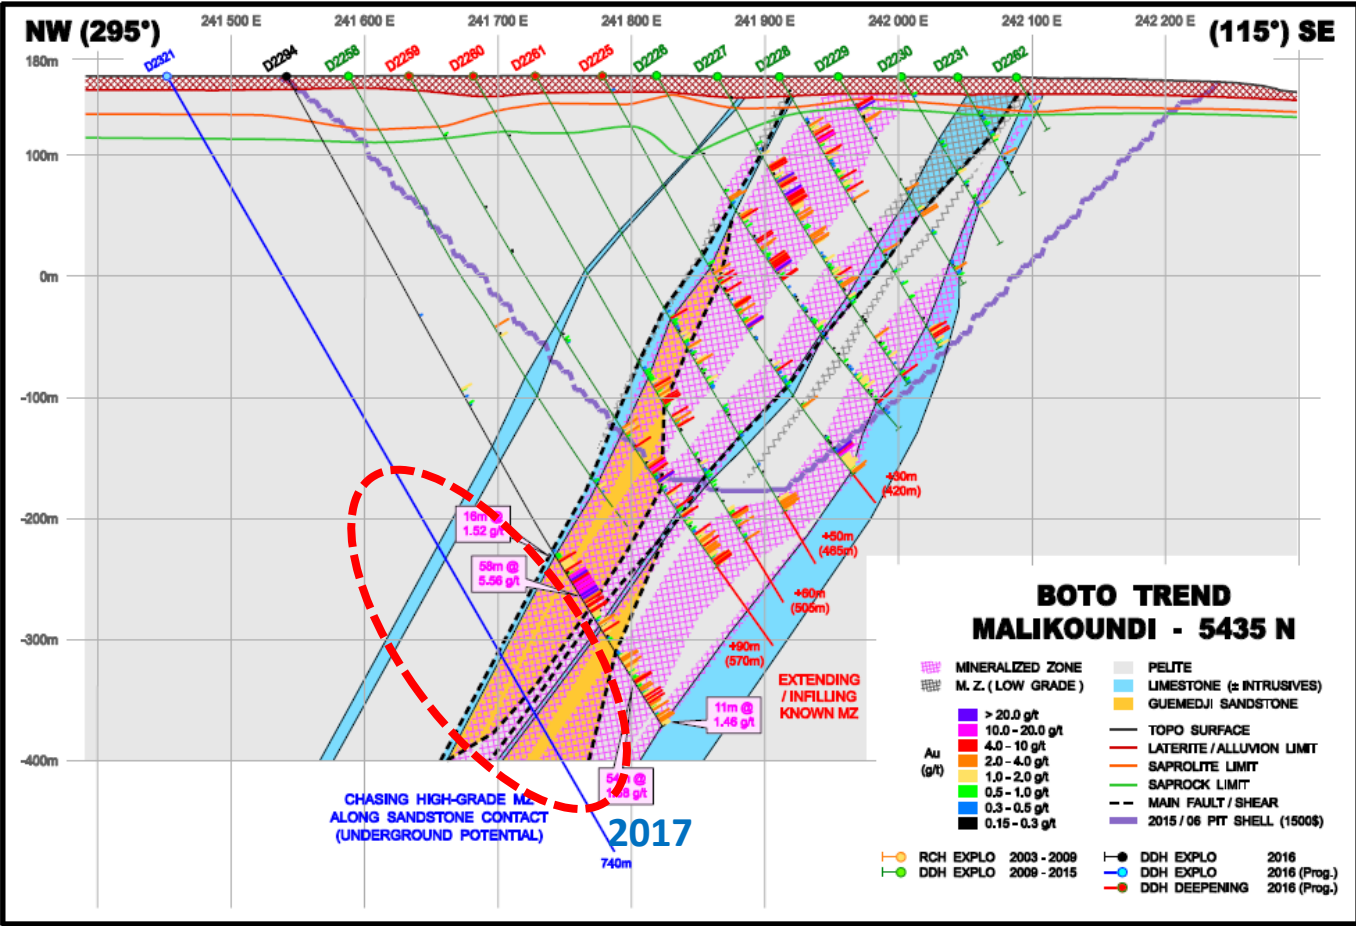 241 500 E
241 600 E
241 700 E
241 800 E
241 900 E
242 000 E
242 100 E
242 200 E
NW (295°)
(115°) SE
D2321
D2294
D2258
D2259
D2260
D2261
D2225
D2226
D2227
D2228
D2229
D2230
D2231
D2262
180m
100m
0m
-100m
-200m
-300m
-400m
+30m
(420m)
+50m
(465m)
+60m
(505m)
+90m
(570m)
16m @
1.52 g/t
58m @
5.56 g/t
11m @
1.46 g/t
EXTENDING
/ INFILLING
KNOWN MZ
CHASING HIGH-GRADE MZ
ALONG SANDSTONE CONTACT
(UNDERGROUND POTENTIAL)
2017
740m
BOTO TREND
MALIKOUNDI - 5435 N
MINERALIZED ZONE
M. Z. ( LOW GRADE )
Au
(g/t)
> 20.0 g/t
10.0 - 20.0 g/t
4.0 - 10 g/t
2.0 - 4.0 g/t
1.0 - 2.0 g/t
0.5 - 1.0 g/t
0.3 - 0.5 g/t
0.15 - 0.3 g/t
PELITE
LIMESTONE (± INTRUSIVES)
GUEMEDJI SANDSTONE
TOPO SURFACE
LATERITE / ALLUVION LIMIT
SAPROLITE LIMIT
SAPROCK LIMIT
MAIN FAULT / SHEAR
2015 / 06 PIT SHELL (1500$)
RCH EXPLO 2003 - 2009
DDH EXPLO 2009 - 2015
DDH EXPLO 2016
DDH EXPLO 2016 (Prog.)
DDH DEEPENING 2016 (Prog.)